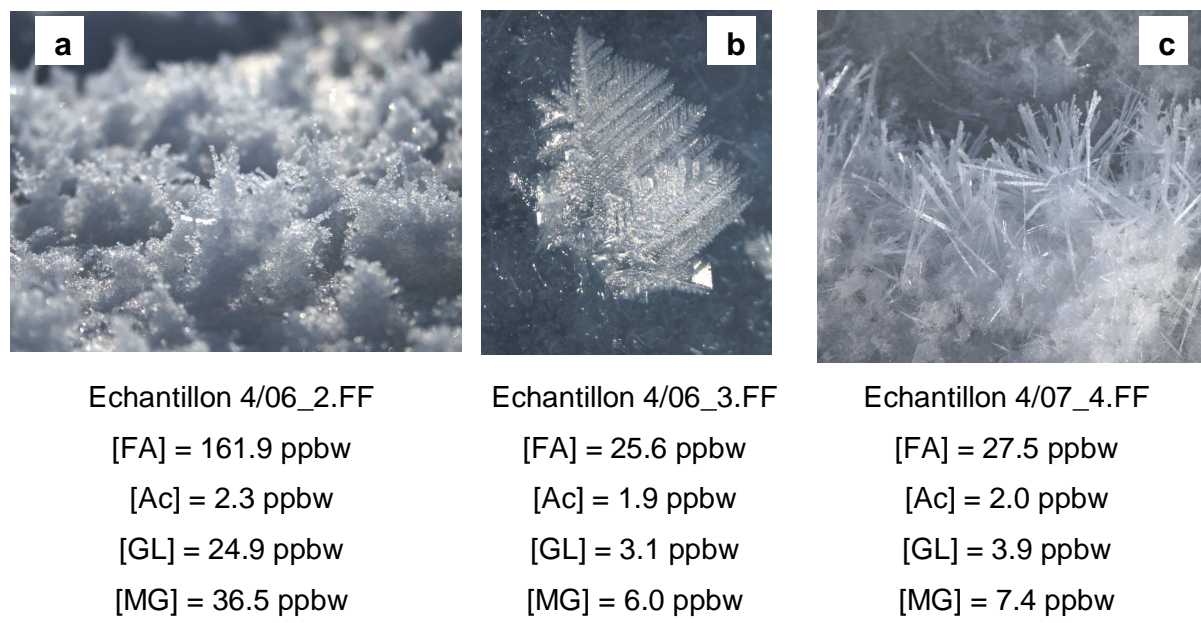 a
b
c
Echantillon 4/06_2.FF
[FA] = 161.9 ppbw
[Ac] = 2.3 ppbw
[GL] = 24.9 ppbw
[MG] = 36.5 ppbw
Echantillon 4/06_3.FF
[FA] = 25.6 ppbw
[Ac] = 1.9 ppbw
[GL] = 3.1 ppbw
[MG] = 6.0 ppbw
Echantillon 4/07_4.FF
[FA] = 27.5 ppbw
[Ac] = 2.0 ppbw
[GL] = 3.9 ppbw
[MG] = 7.4 ppbw